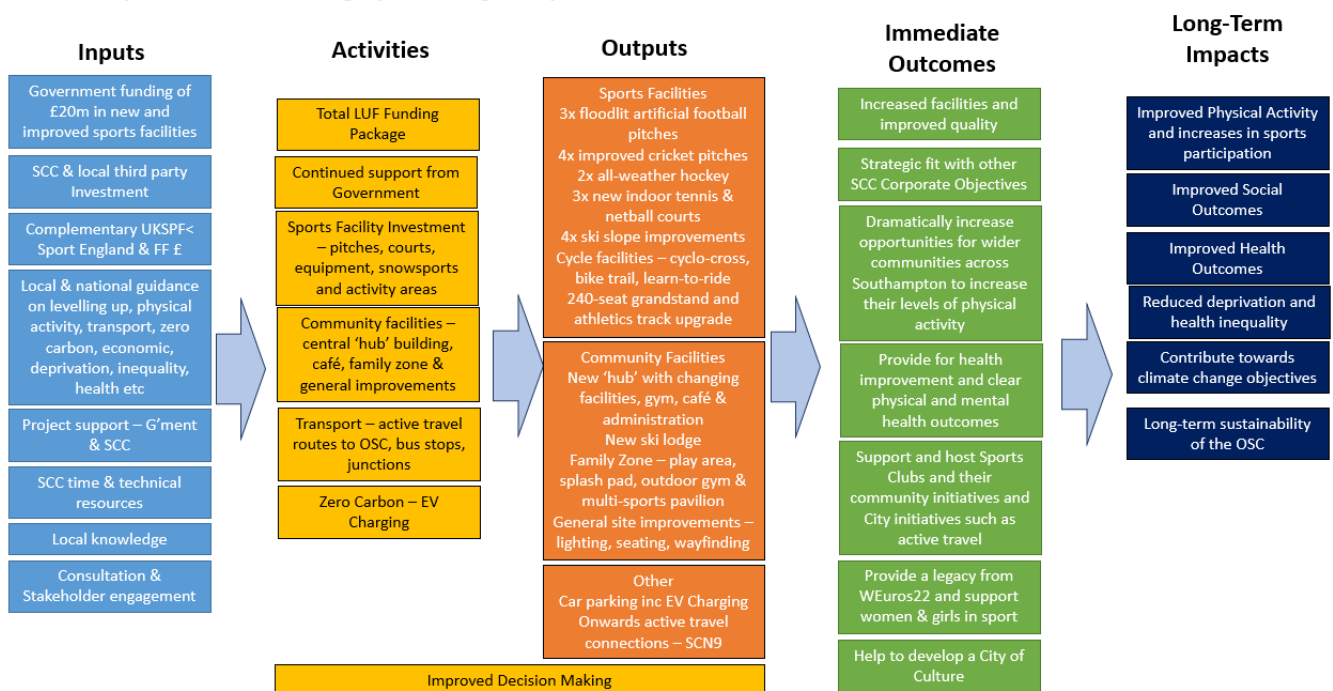 Inputs
Government funding of
£20m in new and
improved sports facilities
SCC & local third party
Investment
Complementary UKSPF<
Sport England & FF £
Local & national guidance
on levelling up, physical
activity, transport, zero
carbon, economic,
deprivation, inequality,
health etc
Project support – G’ment
& SCC
SCC time & technical
resources
Local knowledge
Consultation &
Stakeholder engagement
Activities
Total LUF Funding
Package
Continued support from
Government
Sports Facility Investment
– pitches, courts,
equipment, snowsports
and activity areas
Community facilities –
central ‘hub’ building,
café, family zone &
general improvements
Transport – active travel
routes to OSC, bus stops,
junctions
Zero Carbon – EV
Charging
Outputs
Sports Facilities
3x floodlit artificial football
pitches
4x improved cricket pitches
2x all-weather hockey
3x new indoor tennis &
netball courts
4x ski slope improvements
Cycle facilities – cyclo-cross,
bike trail, learn-to-ride
240-seat grandstand and
athletics track upgrade
Community Facilities
New ‘hub’ with changing
facilities, gym, café &
administration
New ski lodge
Family Zone – play area,
splash pad, outdoor gym &
multi-sports pavilion
General site improvements –
lighting, seating, wayfinding
Other
Car parking inc EV Charging
Onwards active travel
connections – SCN9
Improved Decision Making
Immediate
Outcomes
Increased facilities and
improved quality
Strategic fit with other
SCC Corporate Objectives
Dramatically increase
opportunities for wider
communities across
Southampton to increase
their levels of physical
activity
Provide for health
improvement and clear
physical and mental
health outcomes
Support and host Sports
Clubs and their
community initiatives and
City initiatives such as
active travel
Provide a legacy from
WEuros22 and support
women & girls in sport
Help to develop a City of
Culture
Long-Term
Impacts
Improved Physical Activity
and increases in sports
participation
Improved Social
Outcomes
Improved Health
Outcomes
Reduced deprivation and
health inequality
Contribute towards
climate change objectives
Long-term sustainability
of the OSC